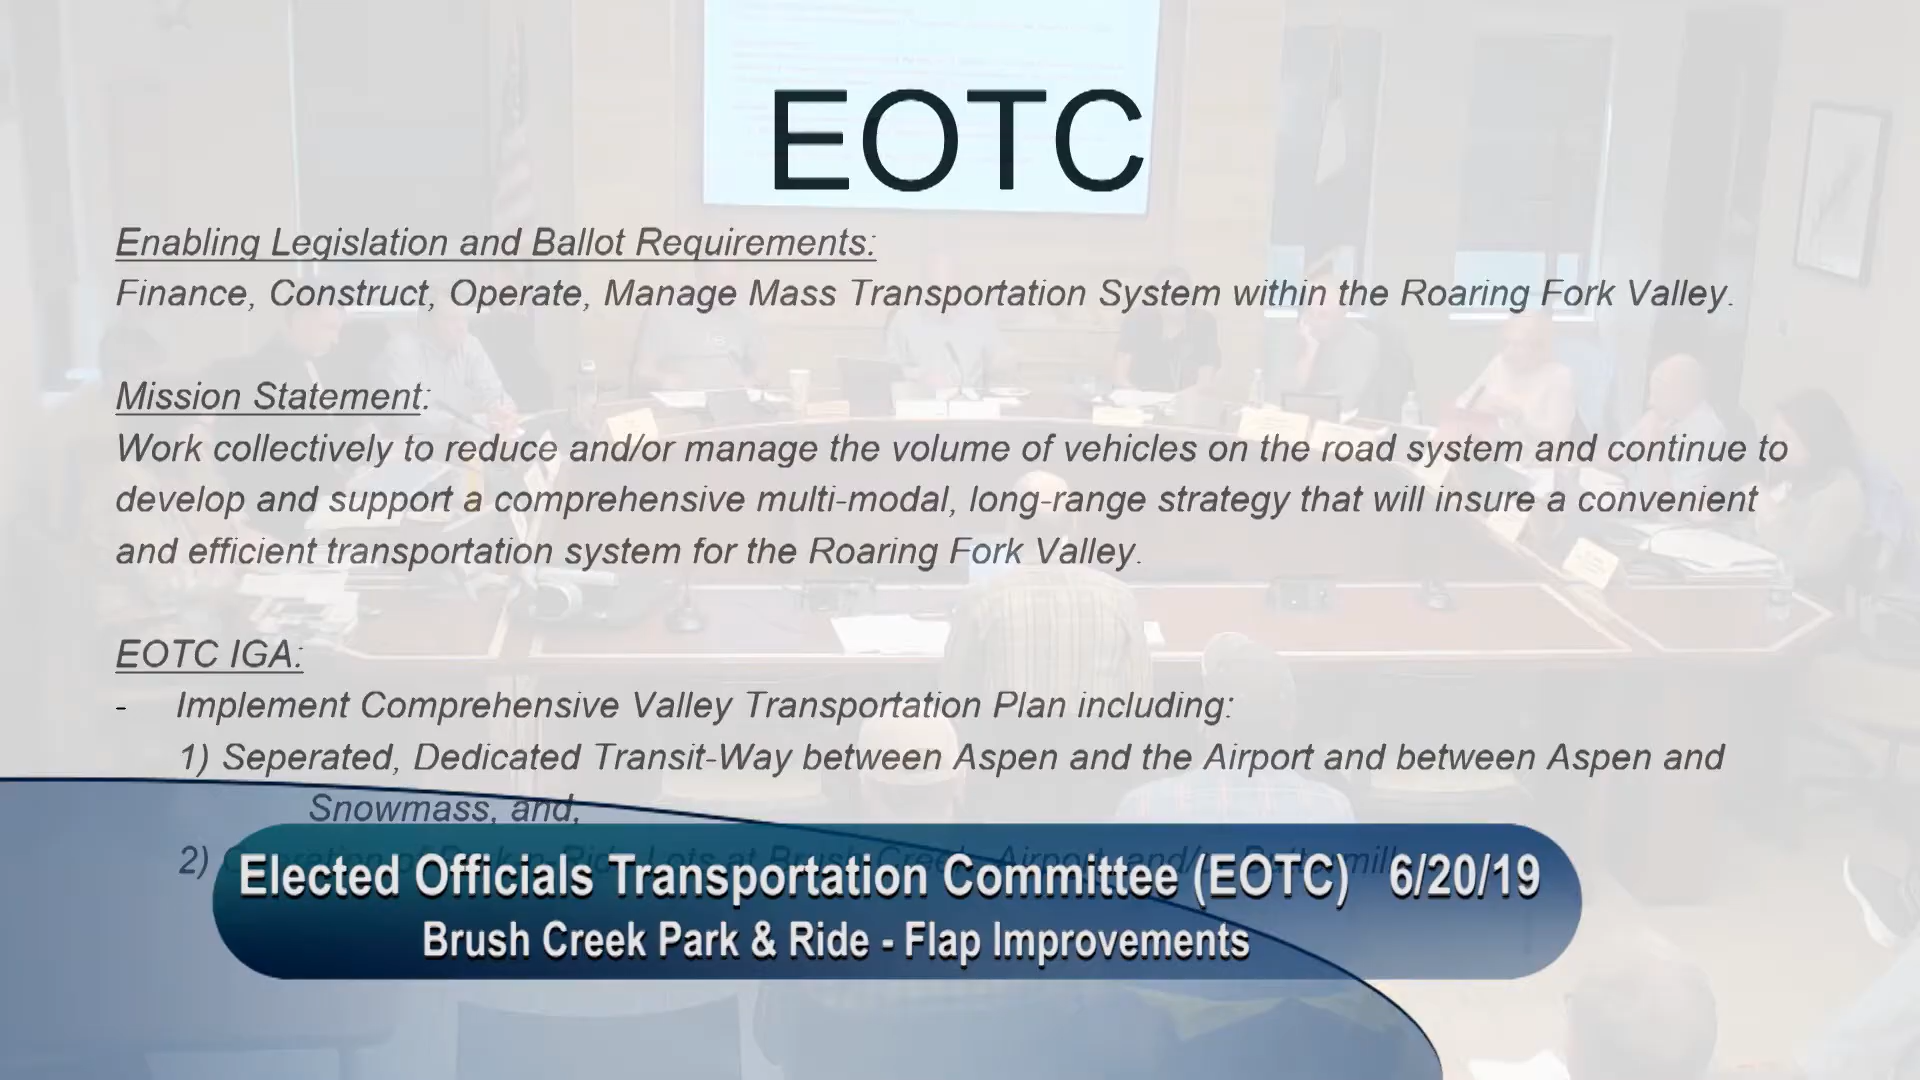 EOTC
Enabling Legislation and Ballot Requirements:
Finance, Construct, Operate, Manage Mass Transportation System within the Roaring Fork Valley.
Mission Statement:
Work collectively to reduce and/or manage the volume of vehicles on the road system and continue to
develop and support a comprehensive multi-modal, long-range strategy that will insure a convenient
and efficient transportation system for the Roaring Fork Valley.
EOTC IGA:
- Implement Comprehensive Valley Transportation Plan including:
1) Seperated, Dedicated Transit-Way between Aspen and the Airport and between Aspen and
Snowmass, and,
2)
Elected Officials Transportation Committee (EOTC) 6/20/19
Brush Creek Park & Ride - Flap Improvements